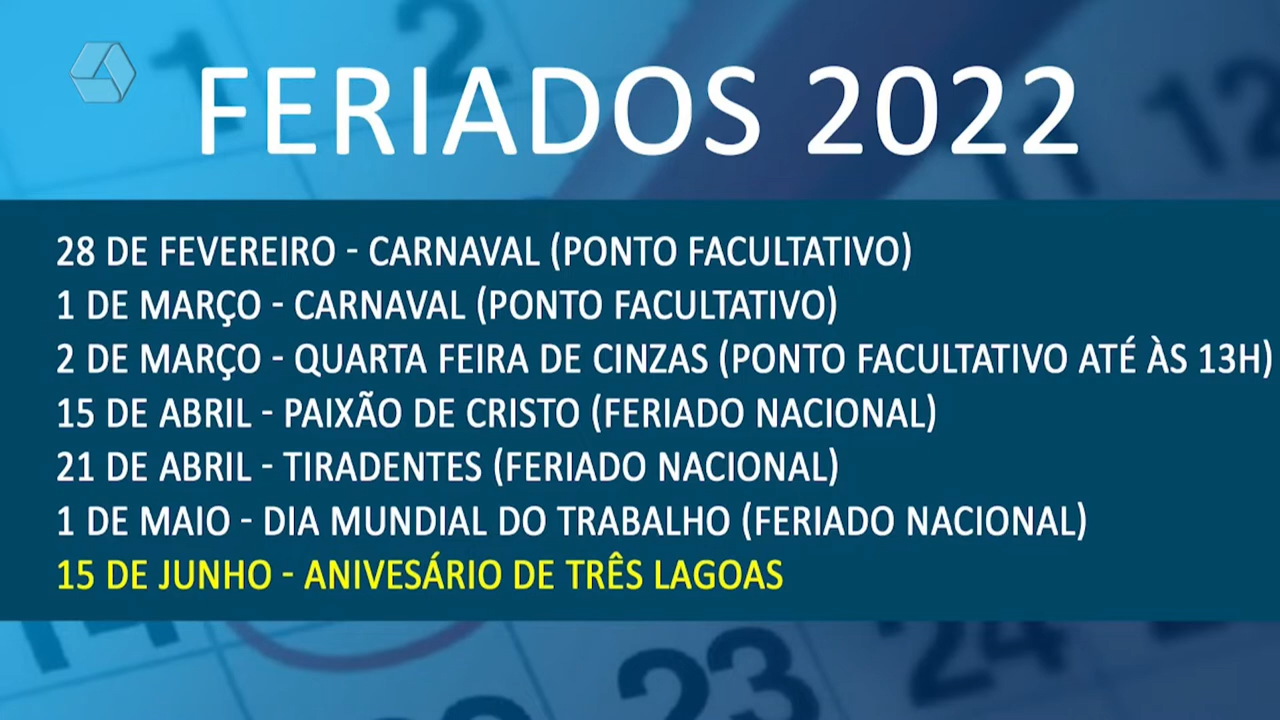 FERIADOS 2022
28 DE FEVEREIRO - CARNAVAL (PONTO FACULTATIVO)
1 DE MARÇO - CARNAVAL (PONTO FACULTATIVO)
2 DE MARÇO - QUARTA FEIRA DE CINZAS (PONTO FACULTATIVO ATÉ ÀS 13H)
15 DE ABRIL - PAIXÃO DE CRISTO (FERIADO NACIONAL)
21 DE ABRIL - TIRADENTES (FERIADO NACIONAL)
1 DE MAIO - DIA MUNDIAL DO TRABALHO (FERIADO NACIONAL)
15 DE JUNHO - ANIVESÁRIO DE TRÊS LAGOAS